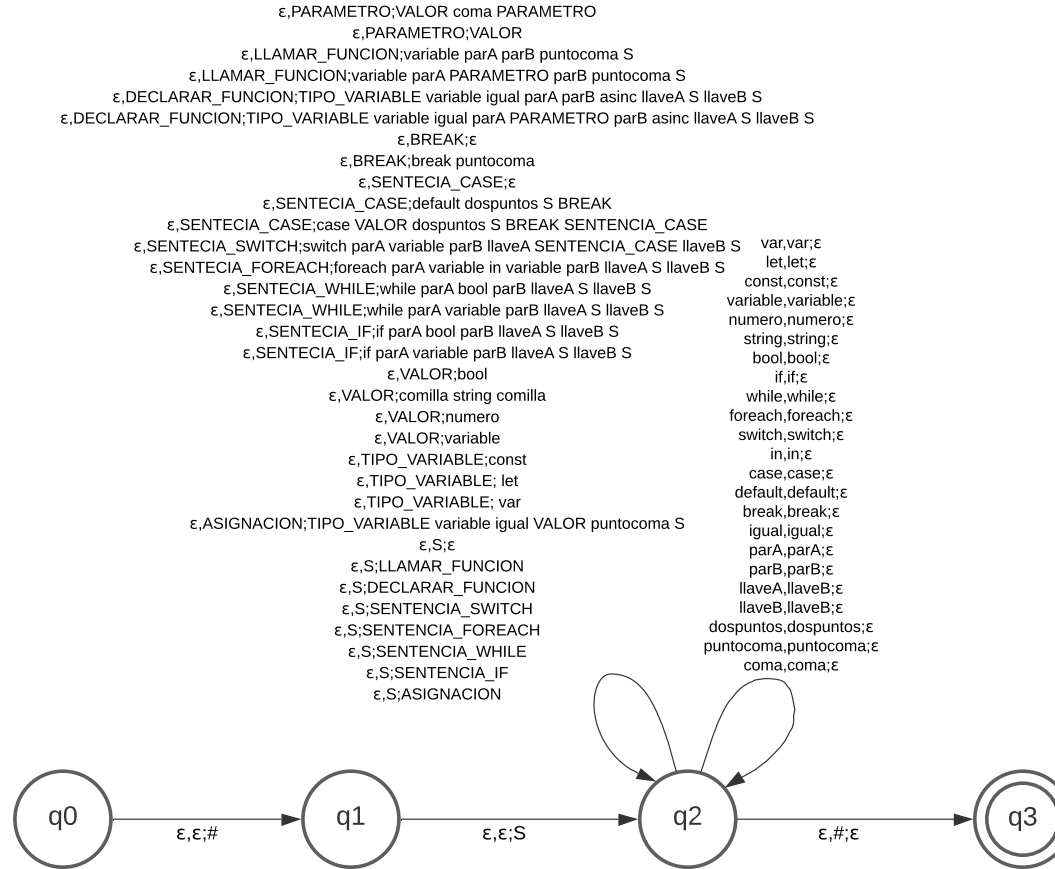 ε,PARAMETRO;VALOR coma PARAMETRO
ε,PARAMETRO;VALOR
ε,LLAMAR_FUNCION;variable parA parB puntocoma S
ε,LLAMAR_FUNCION;variable parA PARAMETRO parB puntocoma S
ε,DECLARAR_FUNCION;TIPO_VARIABLE variable igual parA parB asinc llaveA S llaveB S
ε,DECLARAR_FUNCION;TIPO_VARIABLE variable igual parA PARAMETRO parB asinc llaveA S llaveB S
ε,BREAK;ε
ε,BREAK;break puntocoma
ε,SENTECIA_CASE;ε
ε,SENTECIA_CASE;default dospuntos S BREAK
ε,SENTECIA_CASE;case VALOR dospuntos S BREAK SENTENCIA_CASE
ε,SENTECIA_SWITCH;switch parA variable parB llaveA SENTENCIA_CASE llaveB S
ε,SENTECIA_FOREACH;foreach parA variable in variable parB llaveA S llaveB S
ε,SENTECIA_WHILE;while parA bool parB llaveA S llaveB S
ε,SENTECIA_WHILE;while parA variable parB llaveA S llaveB S
ε,SENTECIA_IF;if parA bool parB llaveA S llaveB S
ε,SENTECIA_IF;if parA variable parB llaveA S llaveB S
ε,VALOR;bool
ε,VALOR;comilla string comilla
ε,VALOR;numero
ε,VALOR;variable
ε,TIPO_VARIABLE;const
ε,TIPO_VARIABLE; let
ε,TIPO_VARIABLE; var
ε,ASIGNACION;TIPO_VARIABLE variable igual VALOR puntocoma S
ε,S;ε
ε,S;LLAMAR_FUNCION
ε,S;DECLARAR_FUNCION
ε,S;SENTENCIA_SWITCH
ε,S;SENTENCIA_FOREACH
ε,S;SENTENCIA_WHILE
ε,S;SENTENCIA_IF
ε,S;ASIGNACION
var,var;ε
let,let;ε
const,const;ε
variable,variable;ε
numero,numero;ε
string,string;ε
bool,bool;ε
if,if;ε
while,while;ε
foreach,foreach;ε
switch,switch;ε
in,in;ε
case,case;ε
default,default;ε
break,break;ε
igual,igual;ε
parA,parA;ε
parB,parB;ε
llaveA,llaveB;ε
llaveB,llaveB;ε
dospuntos,dospuntos;ε
puntocoma,puntocoma;ε
coma,coma;ε
q0
ε,ε;#
q1
ε,ε;S
q2
ε,#;ε
q3